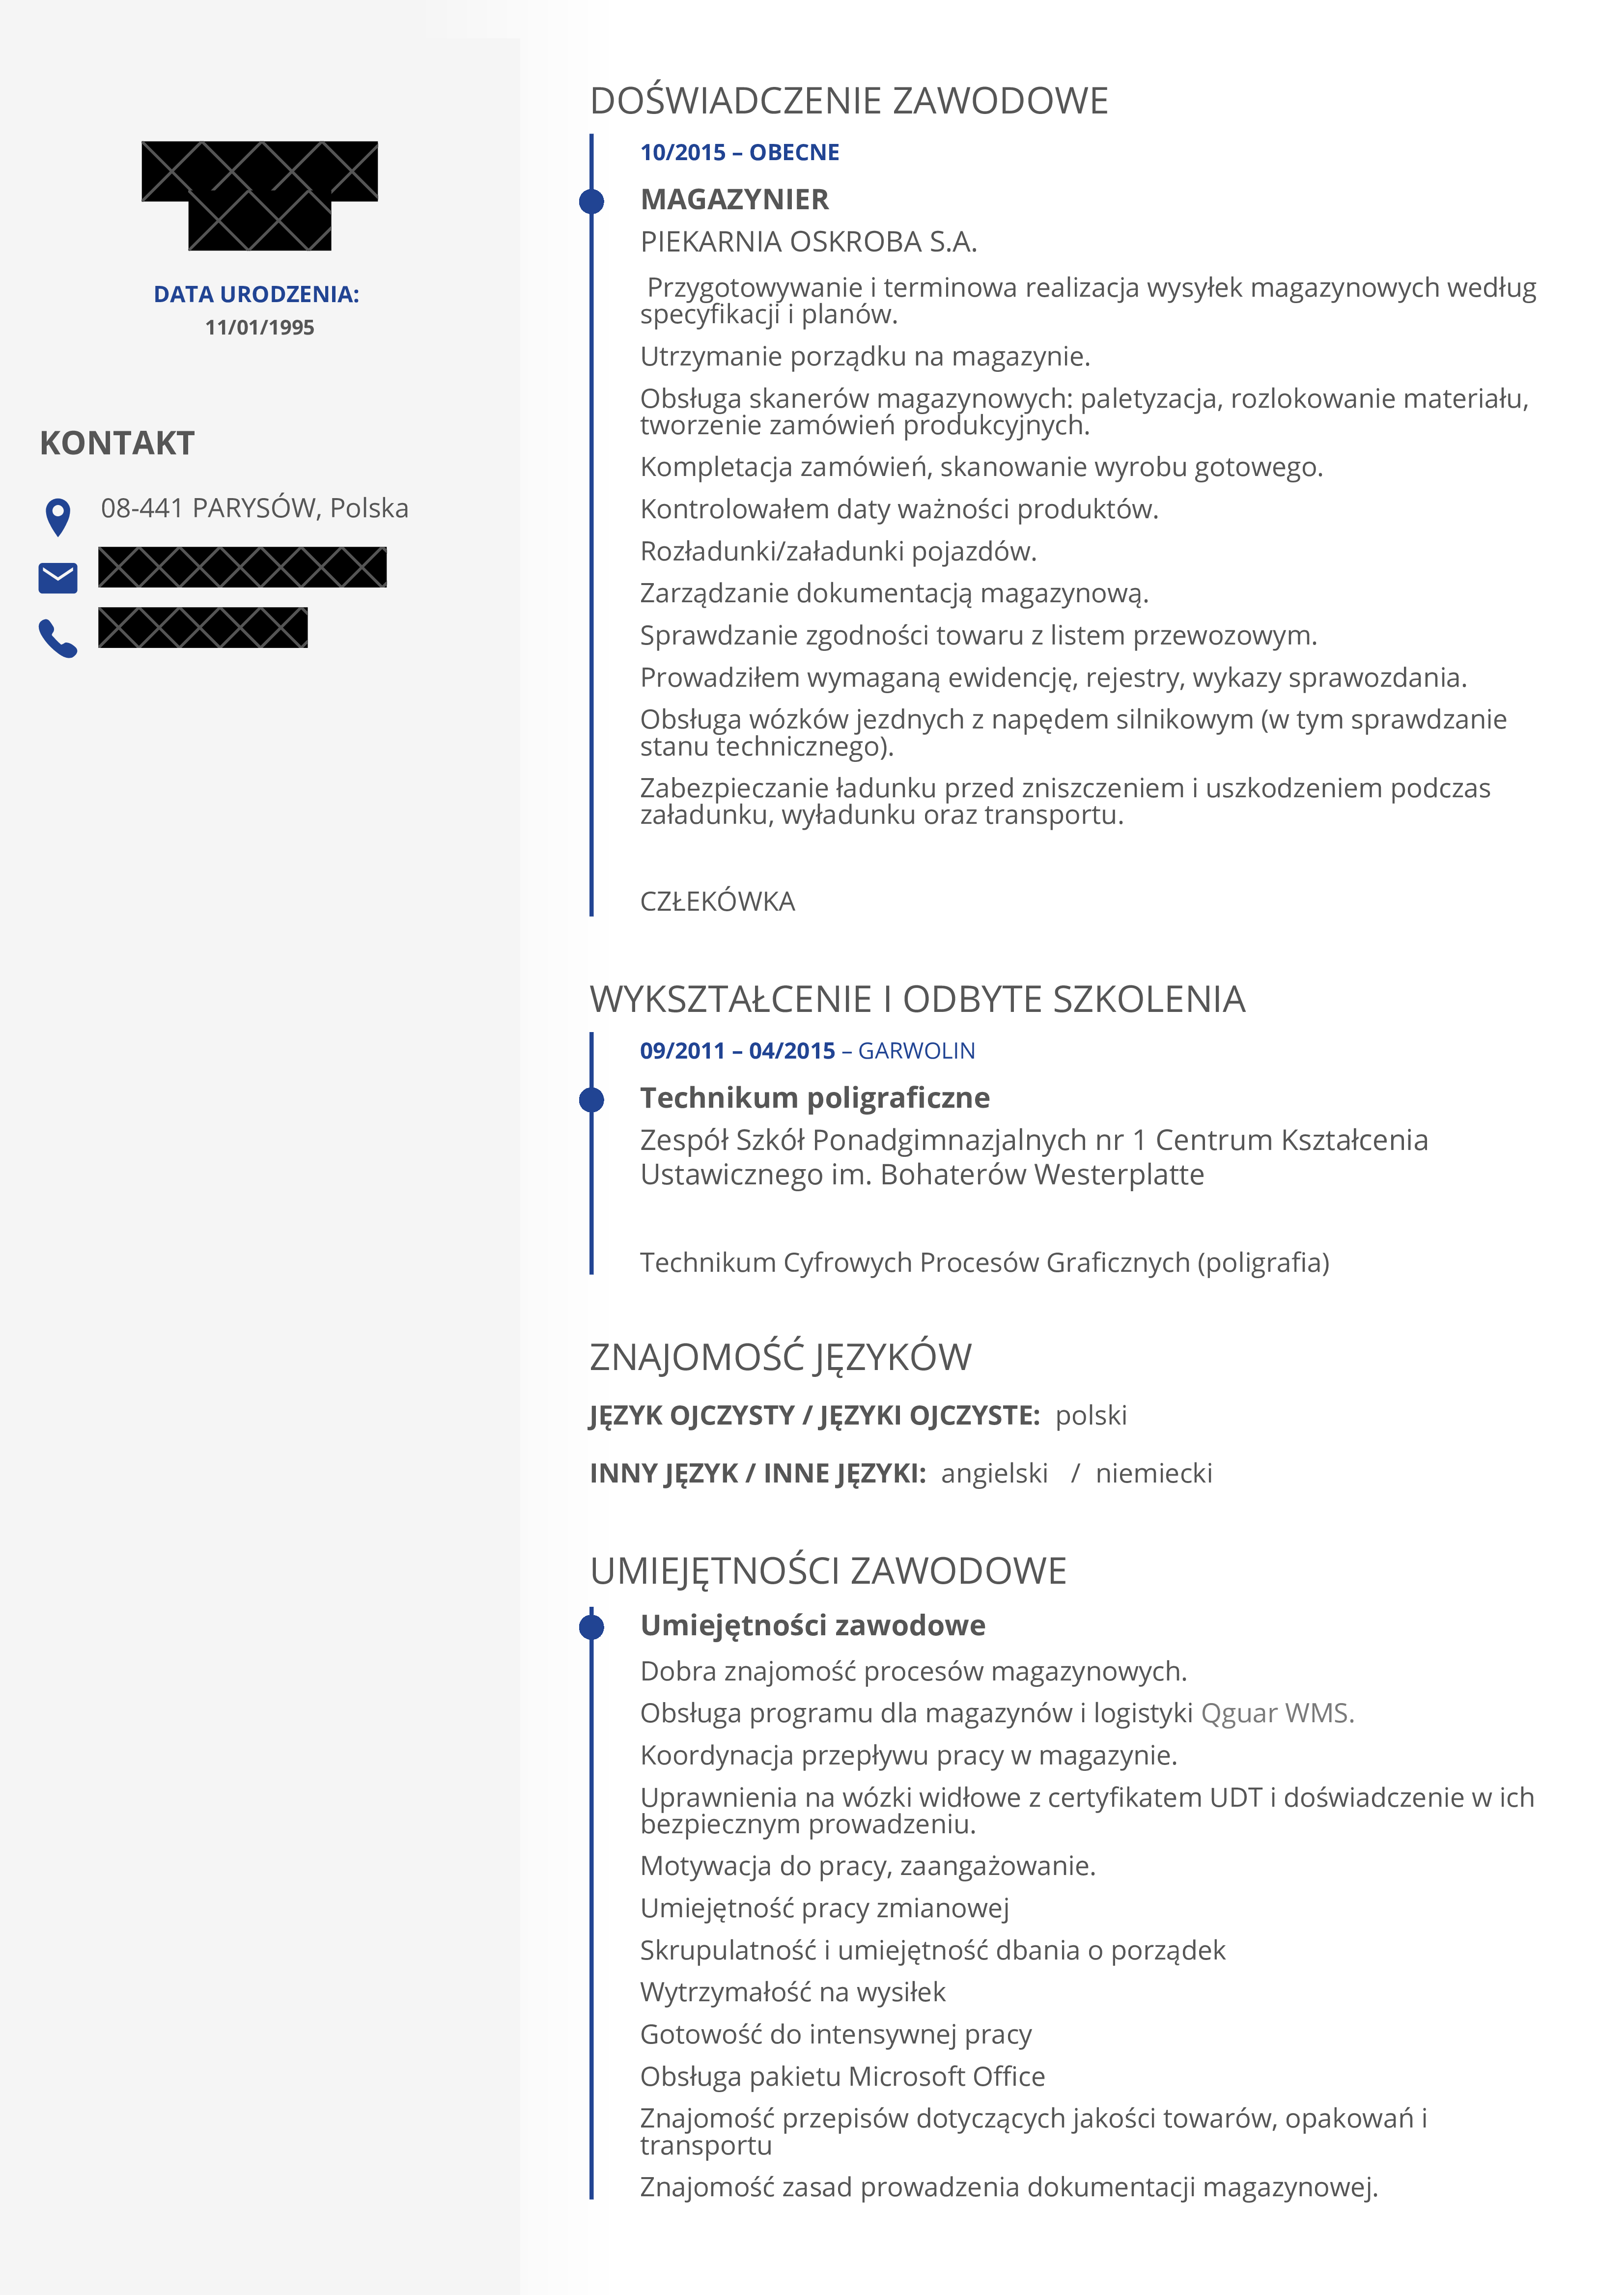 DATA URODZENIA:
11/01/1995
KONTAKT
08-441 PARYSÓW, Polska
DOŚWIADCZENIE ZAWODOWE
10/2015 – OBECNE
MAGAZYNIER
PIEKARNIA OSKROBA S.A.
Przygotowywanie i terminowa realizacja wysyłek magazynowych według
specyfikacji i planów.
Utrzymanie porządku na magazynie.
Obsługa skanerów magazynowych: paletyzacja, rozlokowanie materiału,
tworzenie zamówień produkcyjnych.
Kompletacja zamówień, skanowanie wyrobu gotowego.
Kontrolowałem daty ważności produktów.
Rozładunki/załadunki pojazdów.
Zarządzanie dokumentacją magazynową.
Sprawdzanie zgodności towaru z listem przewozowym.
Prowadziłem wymaganą ewidencję, rejestry, wykazy sprawozdania.
Obsługa wózków jezdnych z napędem silnikowym (w tym sprawdzanie
stanu technicznego).
Zabezpieczanie ładunku przed zniszczeniem i uszkodzeniem podczas
załadunku, wyładunku oraz transportu.
CZŁEKÓWKA
WYKSZTAŁCENIE I ODBYTE SZKOLENIA
09/2011 – 04/2015 – GARWOLIN
Technikum poligraficzne
Zespół Szkół Ponadgimnazjalnych nr 1 Centrum Kształcenia
Ustawicznego im. Bohaterów Westerplatte
Technikum Cyfrowych Procesów Graficznych (poligrafia)
ZNAJOMOŚĆ JĘZYKÓW
JĘZYK OJCZYSTY / JĘZYKI OJCZYSTE: polski
INNY JĘZYK / INNE JĘZYKI: angielski / niemiecki
UMIEJĘTNOŚCI ZAWODOWE
Umiejętności zawodowe
Dobra znajomość procesów magazynowych.
Obsługa programu dla magazynów i logistyki Qguar WMS.
Koordynacja przepływu pracy w magazynie.
Uprawnienia na wózki widłowe z certyfikatem UDT i doświadczenie w ich
bezpiecznym prowadzeniu.
Motywacja do pracy, zaangażowanie.
Umiejętność pracy zmianowej
Skrupulatność i umiejętność dbania o porządek
Wytrzymałość na wysiłek
Gotowość do intensywnej pracy
Obsługa pakietu Microsoft Office
Znajomość przepisów dotyczących jakości towarów, opakowań i
transportu
Znajomość zasad prowadzenia dokumentacji magazynowej.